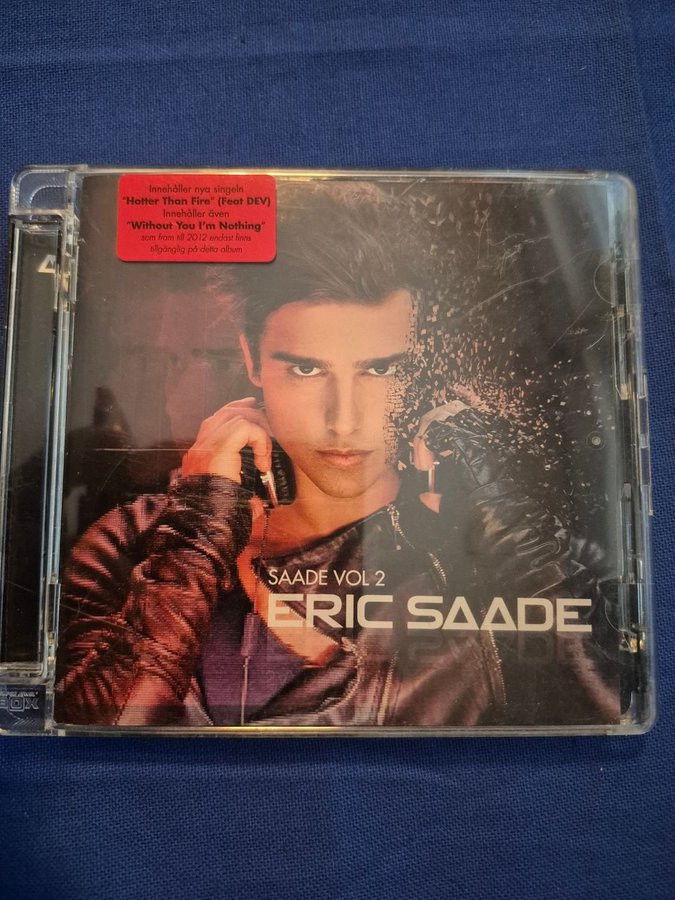 Innehåller nya singeln
"Hotter Than Fire" (Feat DEV)
Innehåller även
"Without You I'm Nothing"
som fram till 2012 endast finns
tillgänglig på detta album
SAADE VOL 2
ERIC SAADE